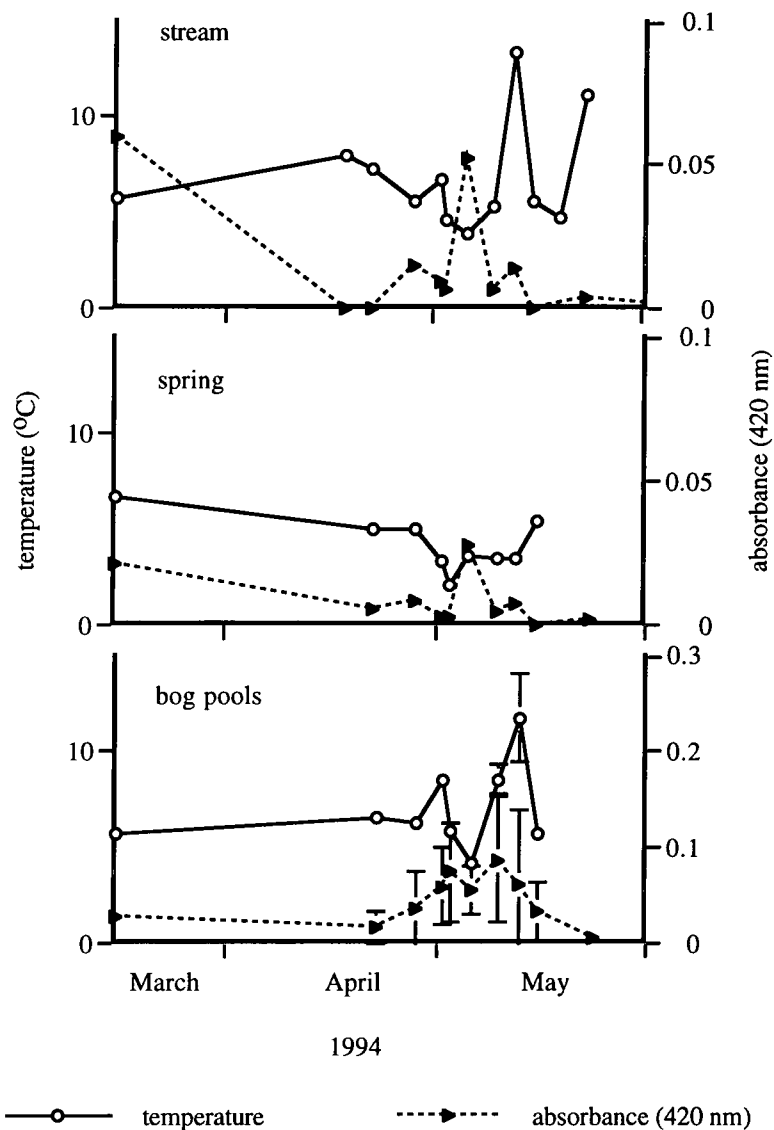 stream
0.1
10
0.05
0
0
spring
0.1
10
0.05
0
0
temperature (°C)
absorbance (420 nm)
bog pools
0.3
10
0.2
0.1
0
0
March April May
1994
temperature absorbance (420 nm)